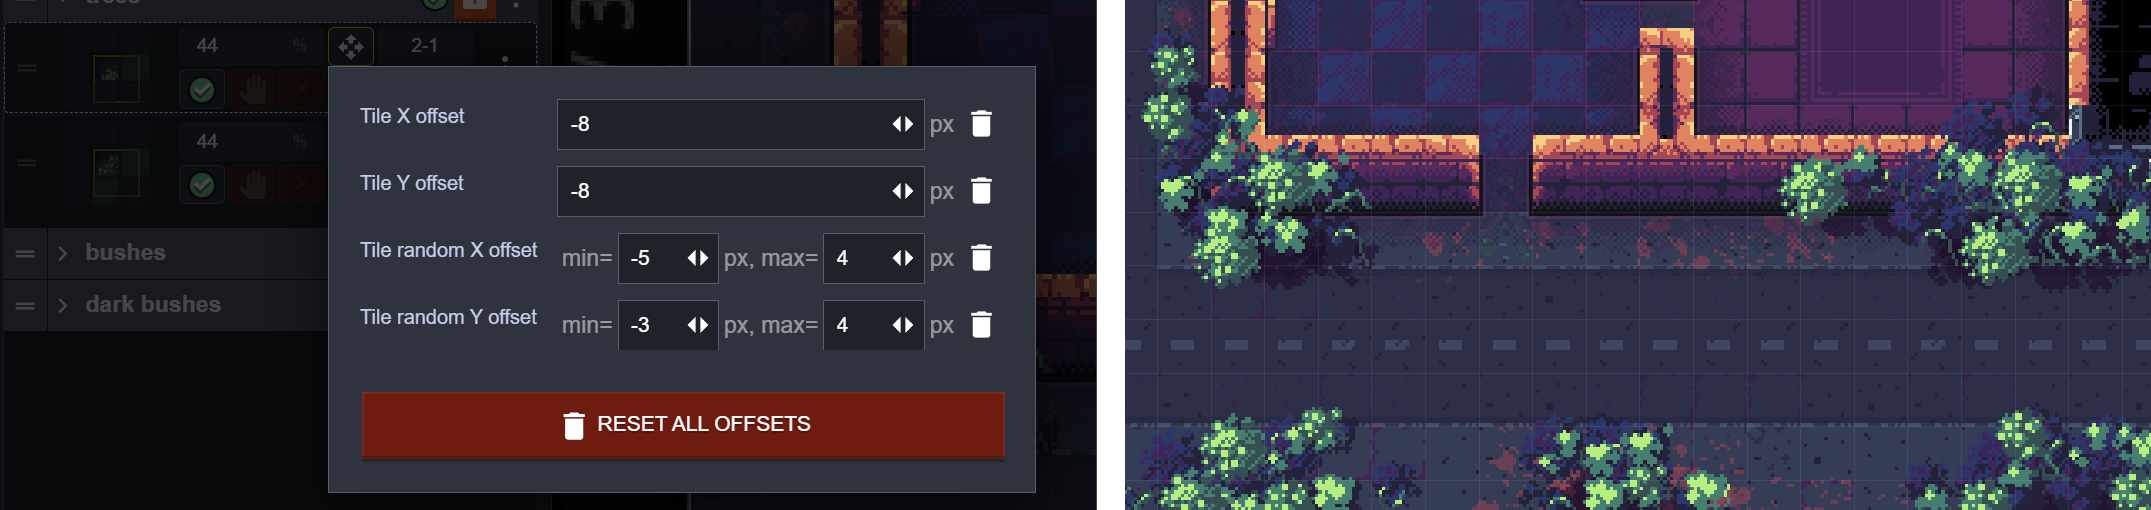 trees
44 % 2-1
44 %
bushes
dark bushes
Tile X offset -8 px
Tile Y offset -8 px
Tile random X offset min= -5 px, max= 4 px
Tile random Y offset min= -3 px, max= 4 px
RESET ALL OFFSETS